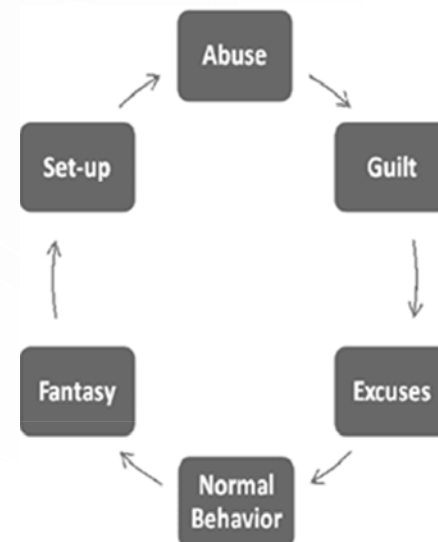 Abuse
Guilt
Excuses
Normal
Behavior
Fantasy
Set-up